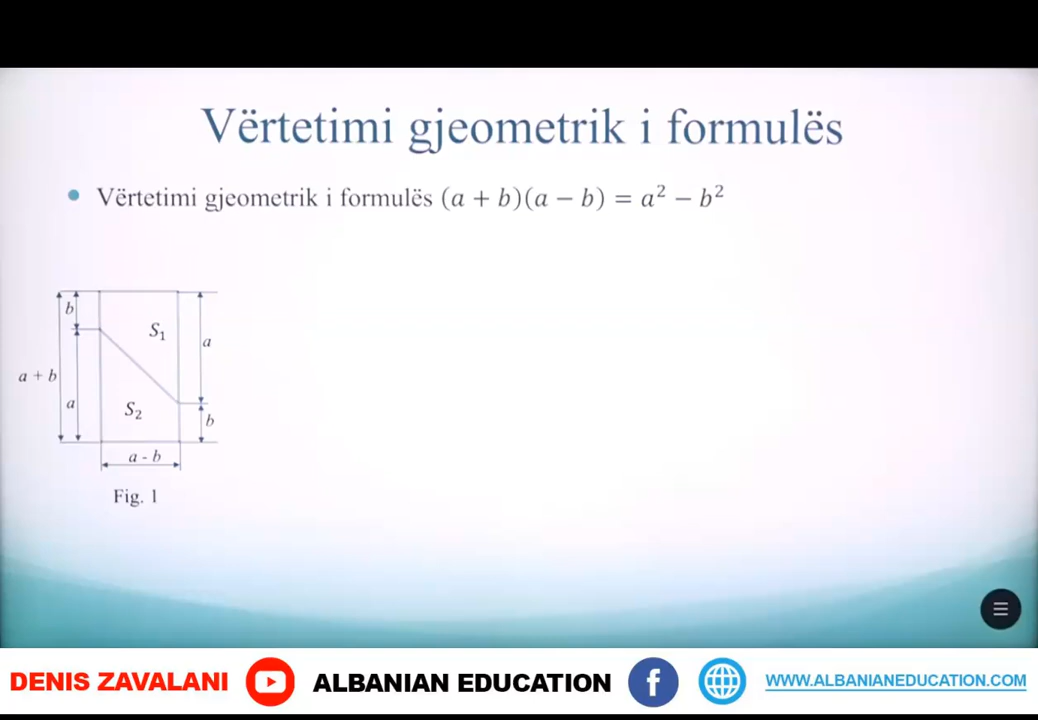 Vërtetimi gjeometrik i formulës
• Vërtetimi gjeometrik i formulës (a + b)(a − b) = a² − b²
b
S₁
a
a + b
a
S₂
b
a - b
Fig. 1
DENIS ZAVALANI ALBANIAN EDUCATION f WWW.ALBANIANEDUCATION.COM